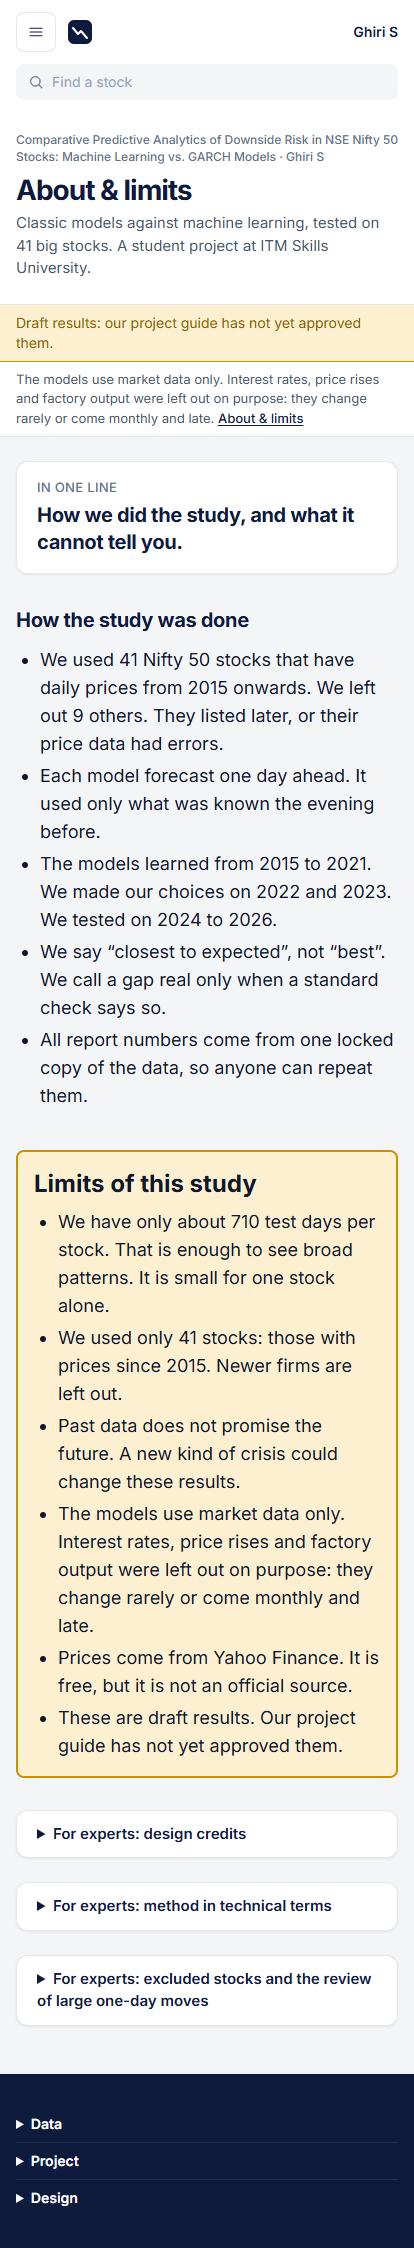 Ghiri S
Find a stock
Comparative Predictive Analytics of Downside Risk in NSE Nifty 50
Stocks: Machine Learning vs. GARCH Models · Ghiri S
About & limits
Classic models against machine learning, tested on
41 big stocks. A student project at ITM Skills
University.
Draft results: our project guide has not yet approved
them.
The models use market data only. Interest rates, price rises
and factory output were left out on purpose: they change
rarely or come monthly and late. About & limits
IN ONE LINE
How we did the study, and what it
cannot tell you.
How the study was done
• We used 41 Nifty 50 stocks that have
daily prices from 2015 onwards. We left
out 9 others. They listed later, or their
price data had errors.
• Each model forecast one day ahead. It
used only what was known the evening
before.
• The models learned from 2015 to 2021.
We made our choices on 2022 and 2023.
We tested on 2024 to 2026.
• We say “closest to expected”, not “best”.
We call a gap real only when a standard
check says so.
• All report numbers come from one locked
copy of the data, so anyone can repeat
them.
Limits of this study
• We have only about 710 test days per
stock. That is enough to see broad
patterns. It is small for one stock
alone.
• We used only 41 stocks: those with
prices since 2015. Newer firms are
left out.
• Past data does not promise the
future. A new kind of crisis could
change these results.
• The models use market data only.
Interest rates, price rises and factory
output were left out on purpose: they
change rarely or come monthly and
late.
• Prices come from Yahoo Finance. It is
free, but it is not an official source.
• These are draft results. Our project
guide has not yet approved them.
▶ For experts: design credits
▶ For experts: method in technical terms
▶ For experts: excluded stocks and the review
of large one-day moves
▶ Data
▶ Project
▶ Design